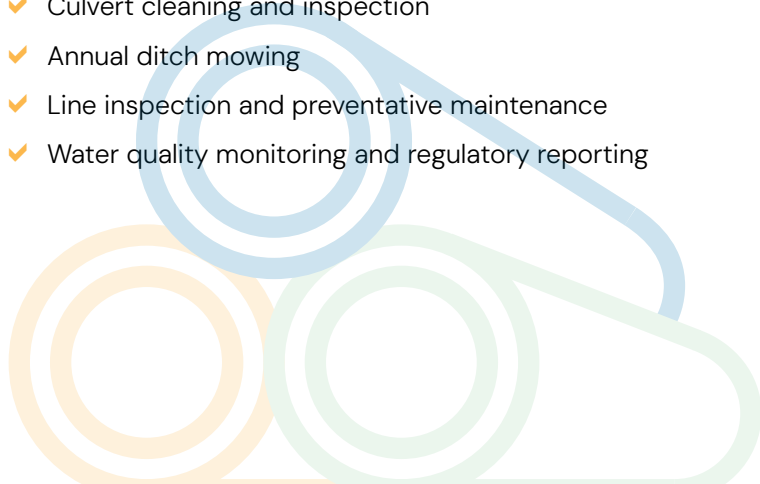 Culvert cleaning and inspection
Annual ditch mowing
Line inspection and preventative maintenance
Water quality monitoring and regulatory reporting